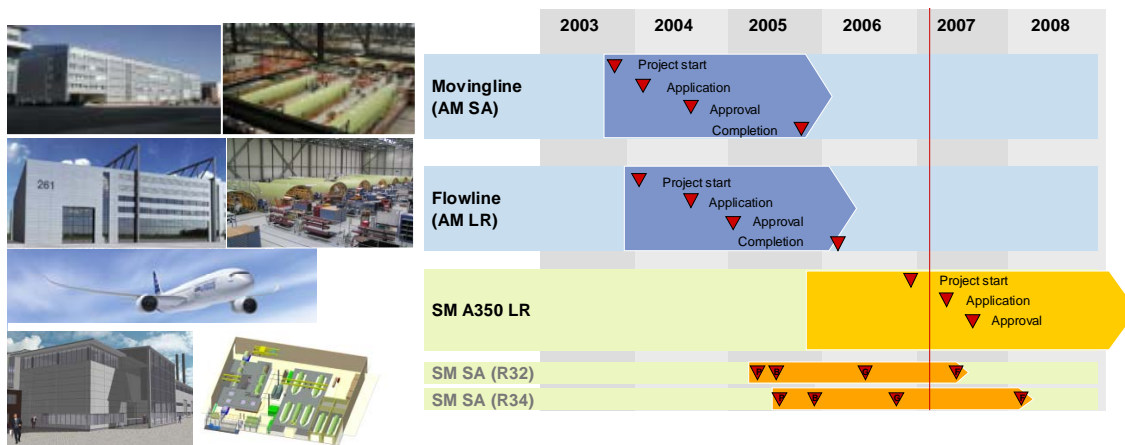 2003 2004 2005 2006 2007 2008
Movingline
(AM SA)
Project start
Application
Approval
Completion
261
Flowline
(AM LR)
Project start
Application
Approval
Completion
SM A350 LR
Project start
Application
Approval
SM SA (R32)
SM SA (R34)